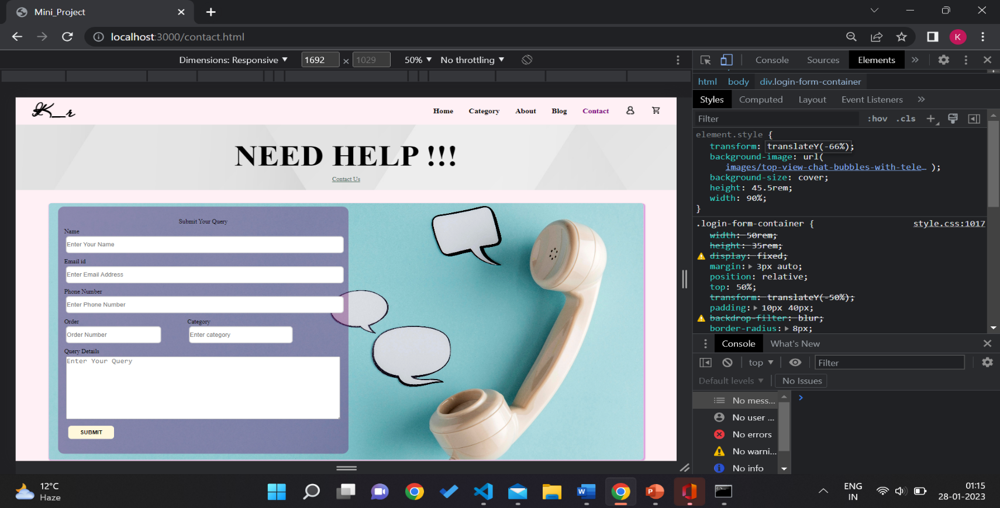 Mini_Project
localhost:3000/contact.html
K
Dimensions: Responsive ▼ 1692 × 1029 50% ▼ No throttling ▼
Console Sources Elements »
html body div.login-form-container
Styles Computed Layout Event Listeners »
Filter :hov .cls +
element.style {
transform: translateY(-66%);
background-image: url(
images/top-view-chat-bubbles-with-tele… );
background-size: cover;
height: 45.5rem;
width: 90%;
}
.login-form-container { style.css:1017
width: 50rem;
height: 35rem;
display: fixed;
margin: 3px auto;
position: relative;
top: 50%;
transform: translateY(-50%);
padding: 10px 40px;
backdrop-filter: blur;
border-radius: 8px;
Console What's New
top ▼ Filter
Default levels ▼ No Issues
No mess...
No user ...
No errors
No warni...
No info
K_r
Home Category About Blog Contact
NEED HELP !!!
Contact Us
Submit Your Query
Name
Enter Your Name
Email id
Enter Email Address
Phone Number
Enter Phone Number
Order Category
Order Number Enter category
Query Details
Enter Your Query
SUBMIT
12°C
Haze
ENG
IN
01:15
28-01-2023